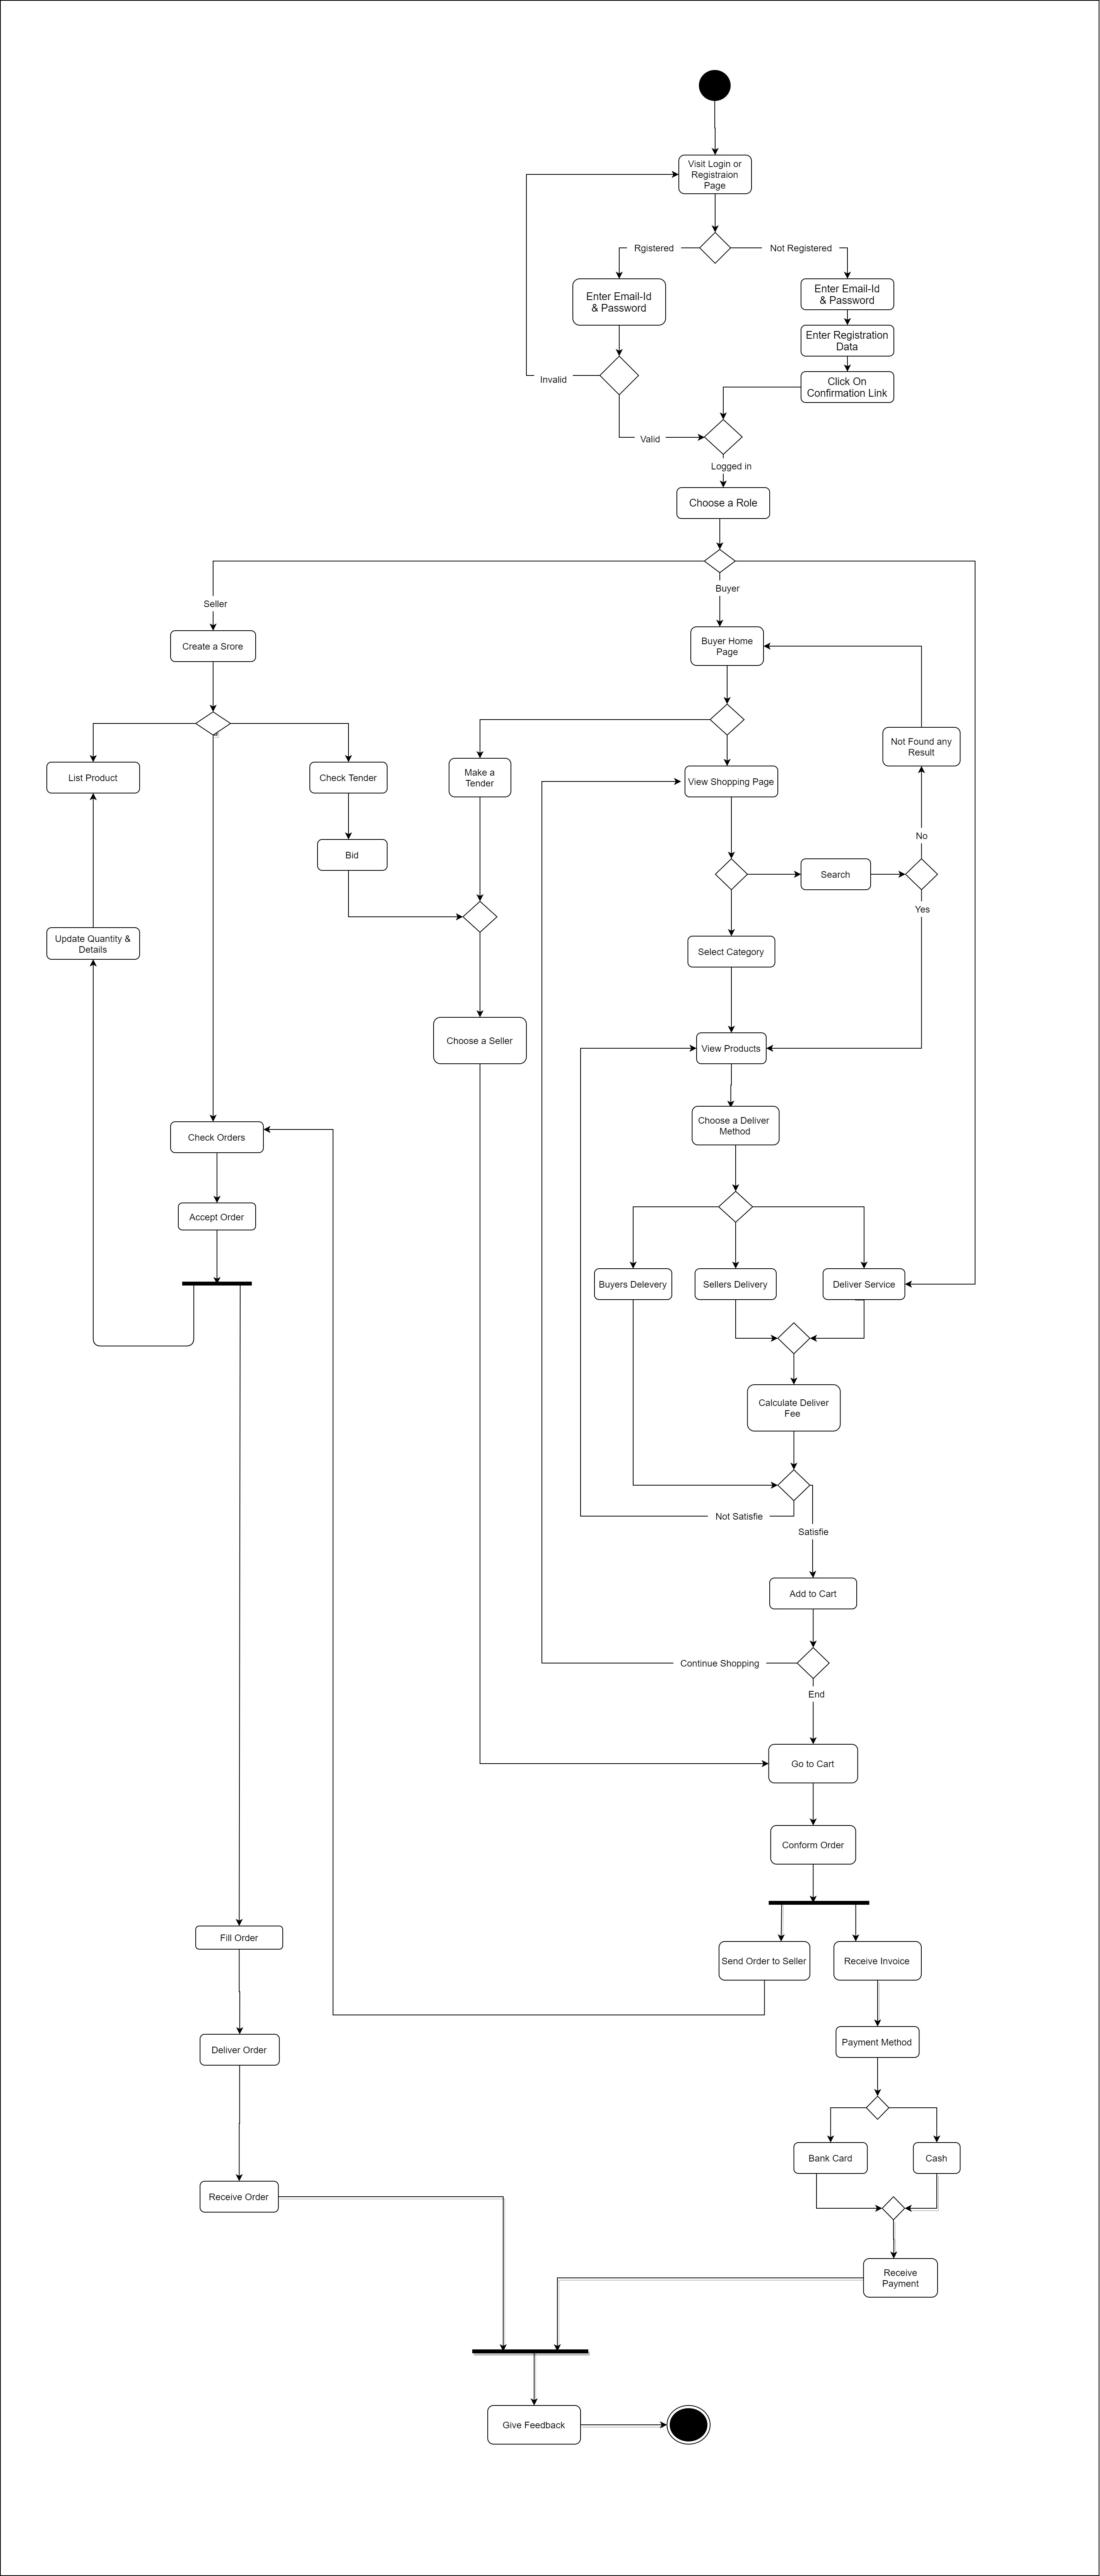 Visit Login or
Registraion
Page
Rgistered
Not Registered
Enter Email-Id
& Password
Enter Email-Id
& Password
Enter Registration
Data
Click On
Confirmation Link
Invalid
Valid
Logged in
Choose a Role
Buyer
Seller
Create a Srore
Buyer Home
Page
Not Found any
Result
List Product
Check Tender
Make a
Tender
View Shopping Page
No
Bid
Search
Yes
Update Quantity &
Details
Select Category
Choose a Seller
View Products
Choose a Deliver
Method
Check Orders
Accept Order
Buyers Delevery
Sellers Delivery
Deliver Service
Calculate Deliver
Fee
Not Satisfie
Satisfie
Add to Cart
Continue Shopping
End
Go to Cart
Conform Order
Fill Order
Send Order to Seller
Receive Invoice
Deliver Order
Payment Method
Bank Card
Cash
Receive Order
Receive
Payment
Give Feedback